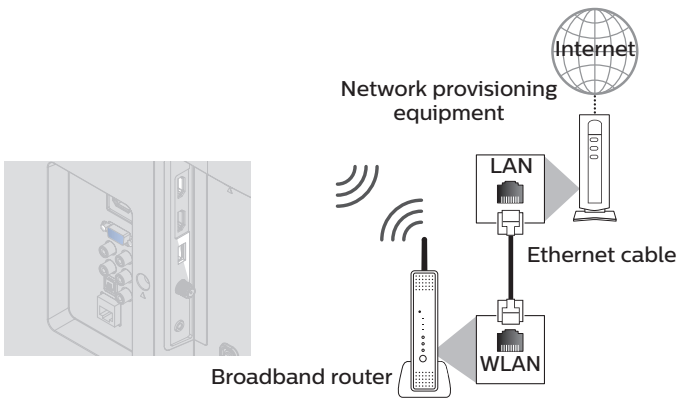 Internet
Network provisioning
equipment
LAN
Ethernet cable
WLAN
Broadband router